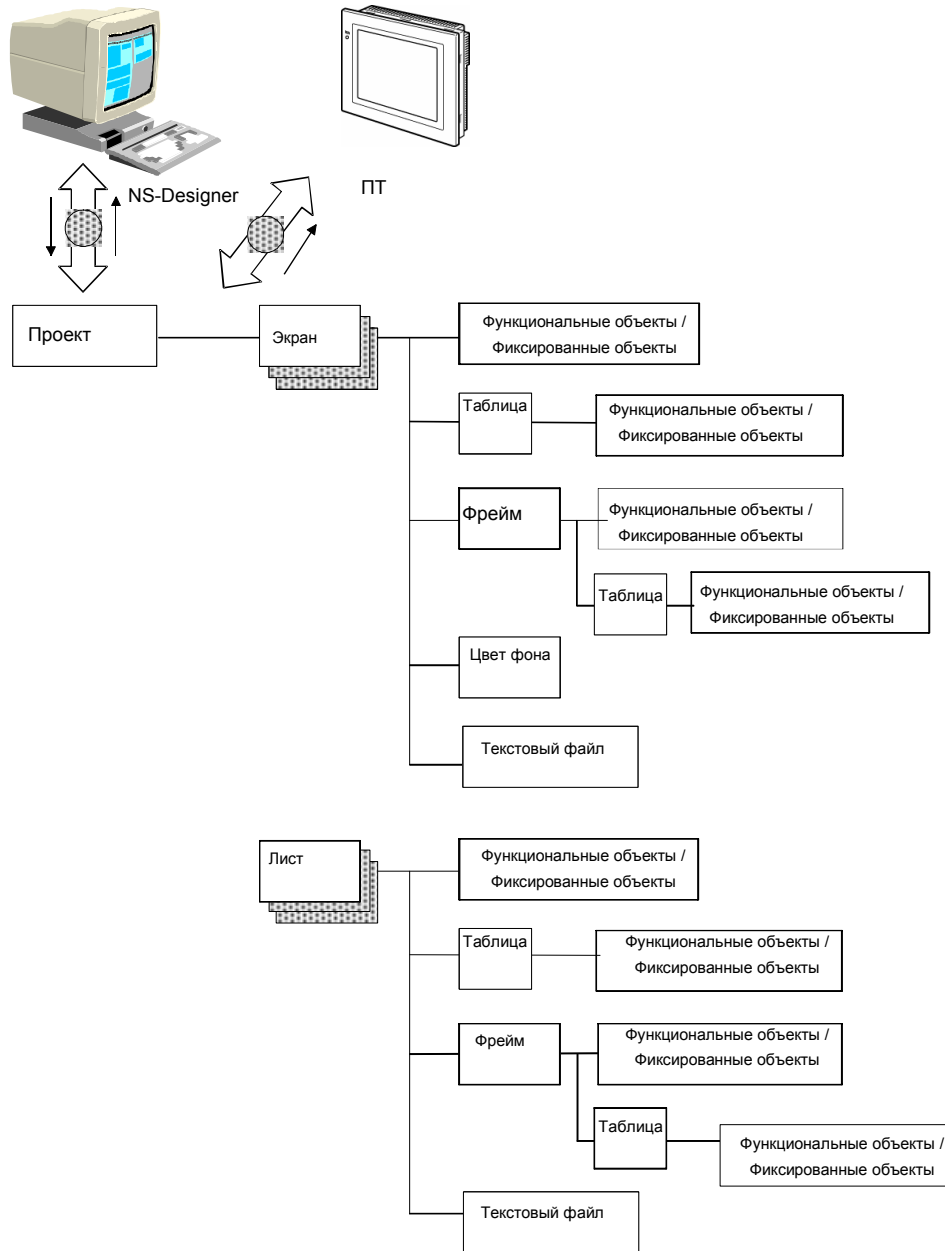 NS-Designer
ПТ
Проект
Экран
Функциональные объекты /
Фиксированные объекты
Таблица
Функциональные объекты /
Фиксированные объекты
Фрейм
Функциональные объекты /
Фиксированные объекты
Таблица
Функциональные объекты /
Фиксированные объекты
Цвет фона
Текстовый файл
Лист
Функциональные объекты /
Фиксированные объекты
Таблица
Функциональные объекты /
Фиксированные объекты
Фрейм
Функциональные объекты /
Фиксированные объекты
Таблица
Функциональные объекты /
Фиксированные объекты
Текстовый файл